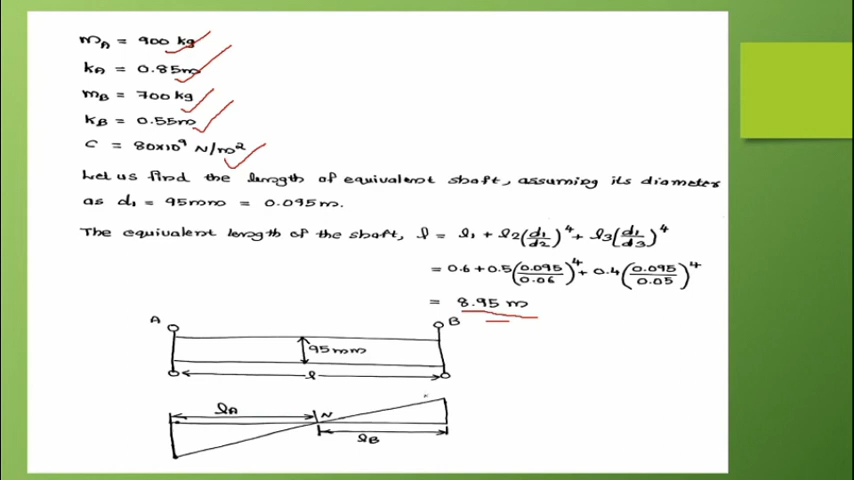 mA = 900 kg
kA = 0.85m
mB = 700 kg
kB = 0.55m
C = 80x10⁹ N/m²
Let us find the length of equivalent shaft, assuming its diameter
as d1 = 95mm = 0.095m.
The equivalent length of the shaft, l = l1 + l2(d1/d2)⁴ + l3(d1/d3)⁴
= 0.6+0.5(0.095/0.06)⁴ + 0.4(0.095/0.05)⁴
= 8.95 m
A B
95mm
l
lA N
lB